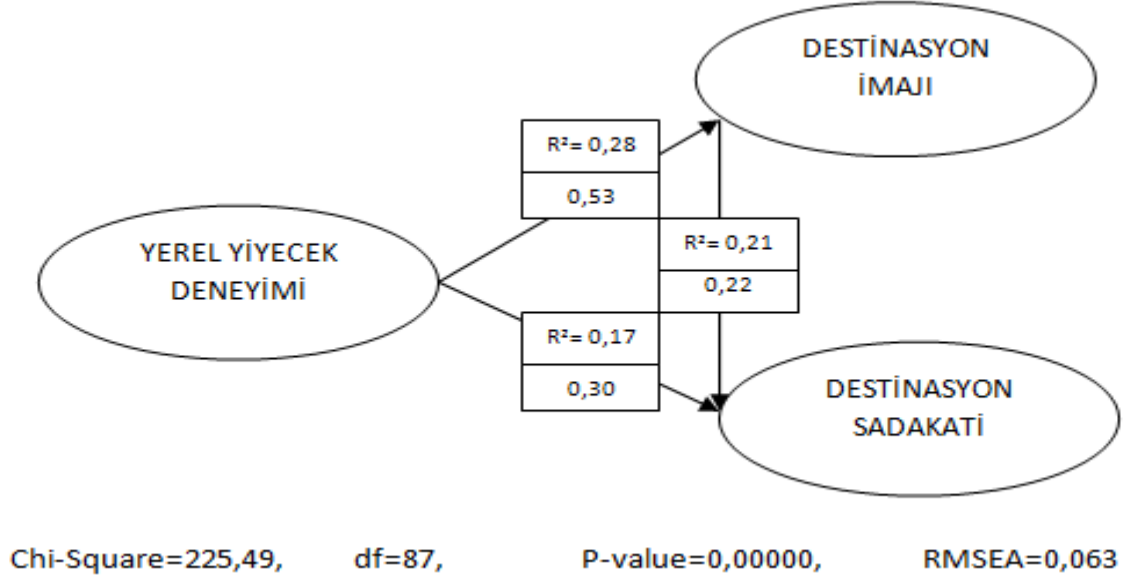 DESTİNASYON
İMAJI
R²= 0,28
0,53
YEREL YİYECEK
DENEYİMİ
R²= 0,21
0,22
R²= 0,17
0,30
DESTİNASYON
SADAKATİ
Chi-Square=225,49, df=87, P-value=0,00000, RMSEA=0,063